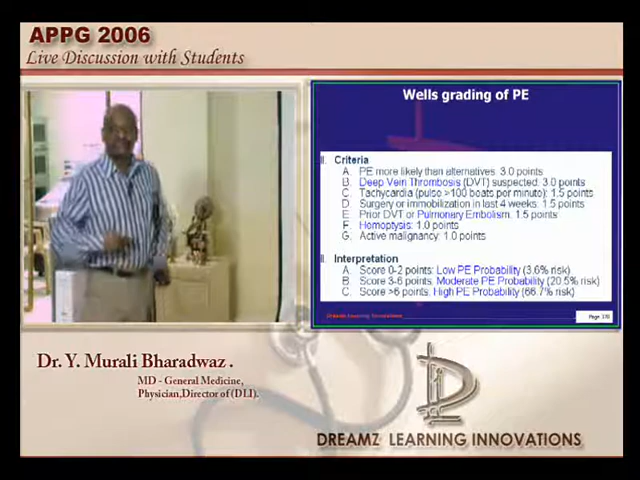 APPG 2006
Live Discussion with Students
Wells grading of PE
II. Criteria
A. PE more likely than alternatives: 3.0 points
B. Deep Vein Thrombosis (DVT) suspected: 3.0 points
C. Tachycardia (pulse >100 beats per minute): 1.5 points
D. Surgery or immobilization in last 4 weeks: 1.5 points
E. Prior DVT or Pulmonary Embolism: 1.5 points
F. Hemoptysis: 1.0 points
G. Active malignancy: 1.0 points
II. Interpretation
A. Score 0-2 points: Low PE Probability (3.6% risk)
B. Score 3-6 points: Moderate PE Probability (20.5% risk)
C. Score >6 points: High PE Probability (66.7% risk)
Dreamz Learning Innovations
Dr. Y. Murali Bharadwaz .
MD - General Medicine,
Physician,Director of (DLI).
DREAMZ LEARNING INNOVATIONS